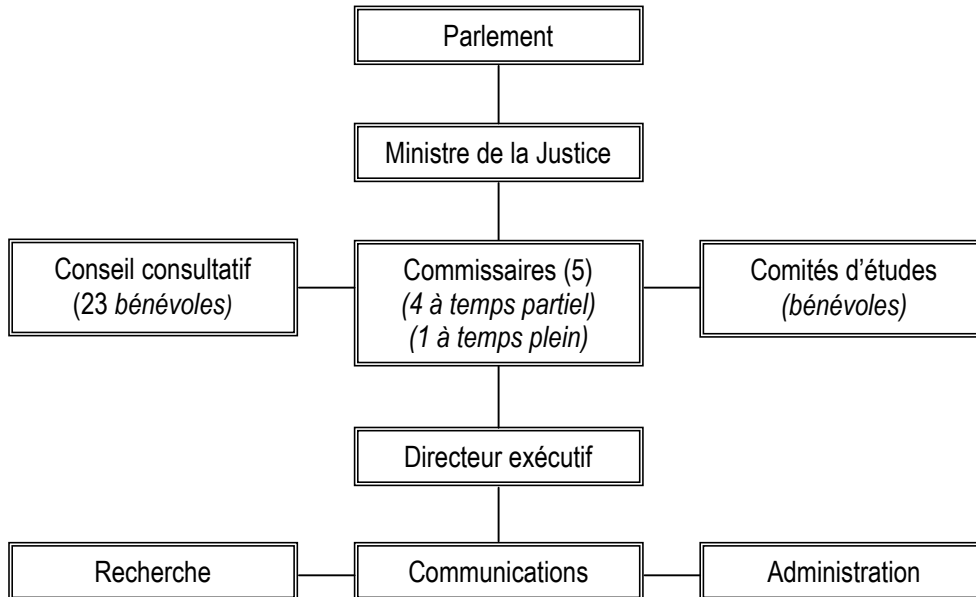 Parlement
Ministre de la Justice
Conseil consultatif
(23 bénévoles)
Commissaires (5)
(4 à temps partiel)
(1 à temps plein)
Comités d'études
(bénévoles)
Directeur exécutif
Recherche
Communications
Administration